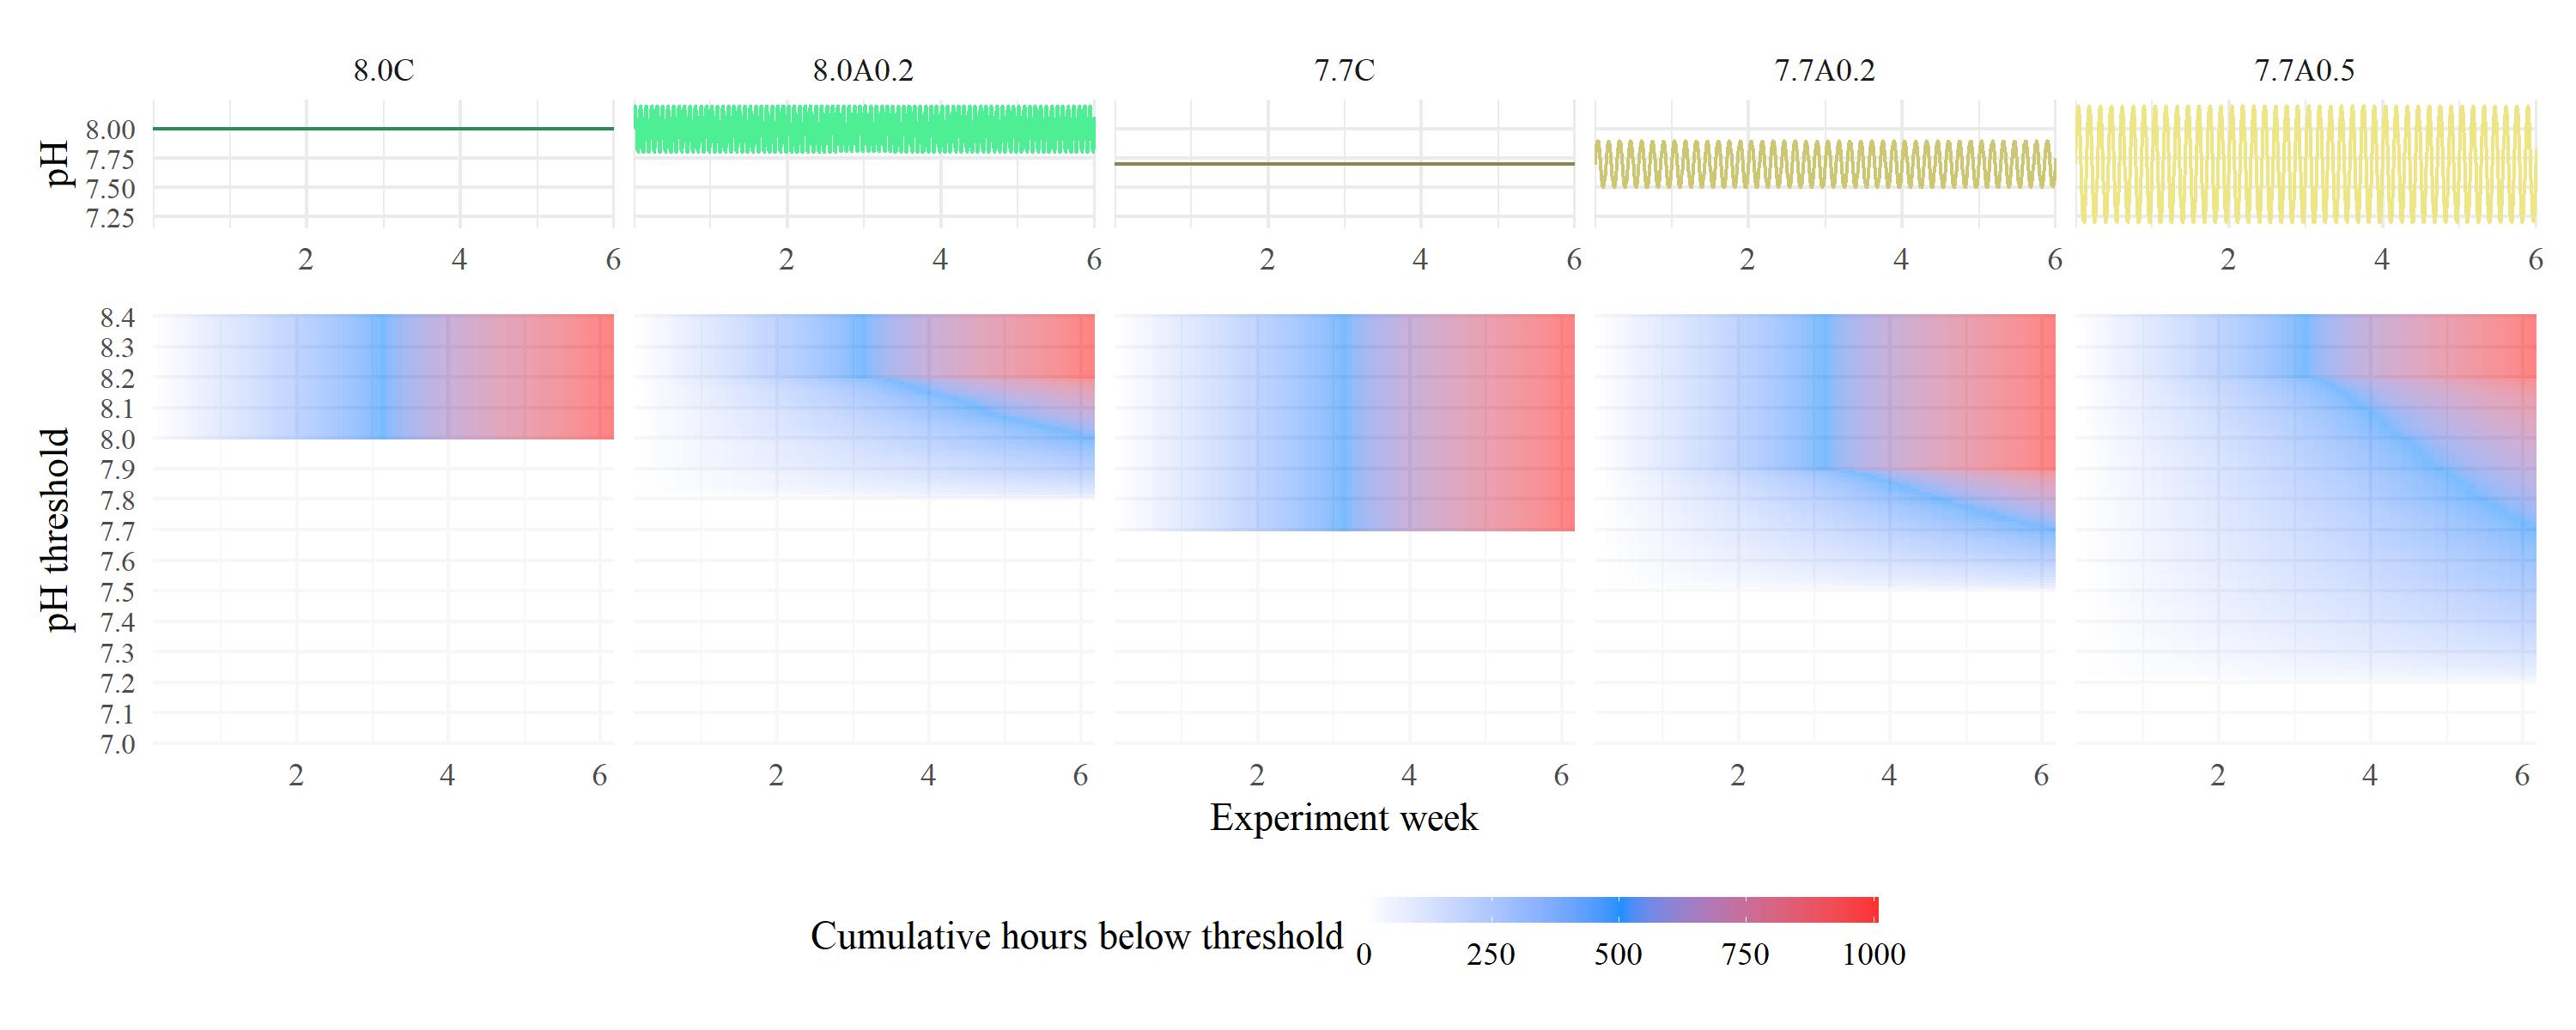 8.0C 8.0A0.2 7.7C 7.7A0.2 7.7A0.5
pH
8.00
7.75
7.50
7.25
2 4 6 2 4 6 2 4 6 2 4 6 2 4 6
pH threshold
8.4
8.3
8.2
8.1
8.0
7.9
7.8
7.7
7.6
7.5
7.4
7.3
7.2
7.1
7.0
2 4 6 2 4 6 2 4 6 2 4 6 2 4 6
Experiment week
Cumulative hours below threshold
0 250 500 750 1000